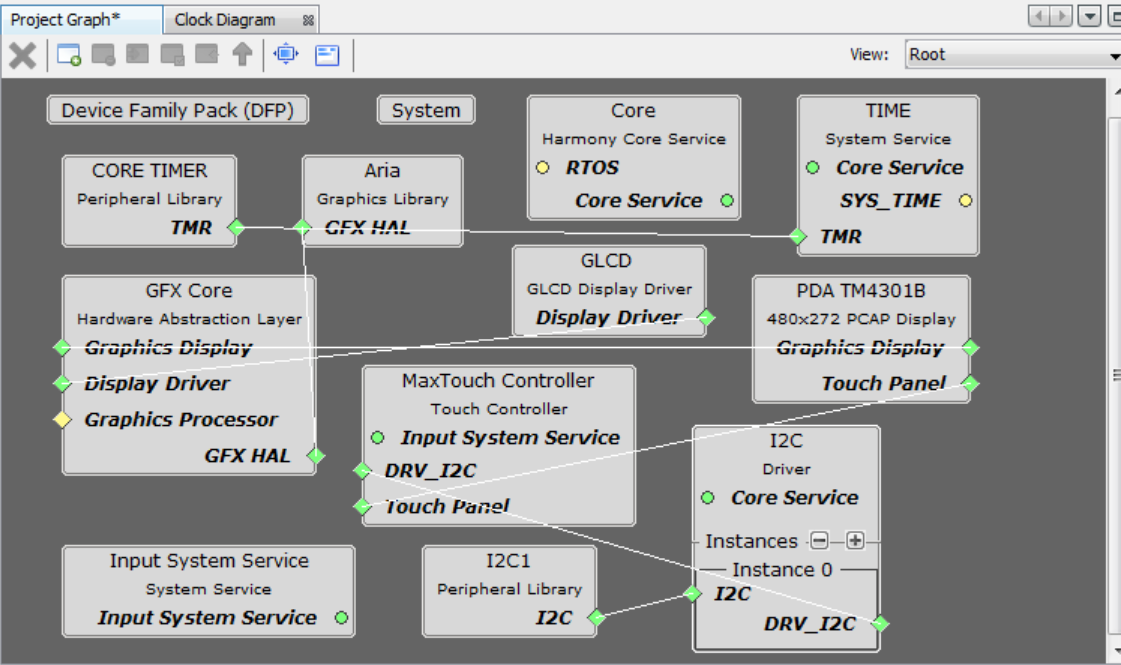 Project Graph* Clock Diagram
View: Root
Device Family Pack (DFP)
System
Core
Harmony Core Service
RTOS
Core Service
TIME
System Service
Core Service
SYS_TIME
TMR
CORE TIMER
Peripheral Library
TMR
Aria
Graphics Library
GFX HAL
GLCD
GLCD Display Driver
Display Driver
GFX Core
Hardware Abstraction Layer
Graphics Display
Display Driver
Graphics Processor
GFX HAL
PDA TM4301B
480x272 PCAP Display
Graphics Display
Touch Panel
MaxTouch Controller
Touch Controller
Input System Service
DRV_I2C
Touch Panel
I2C
Driver
Core Service
Instances
Instance 0
I2C
DRV_I2C
Input System Service
System Service
Input System Service
I2C1
Peripheral Library
I2C